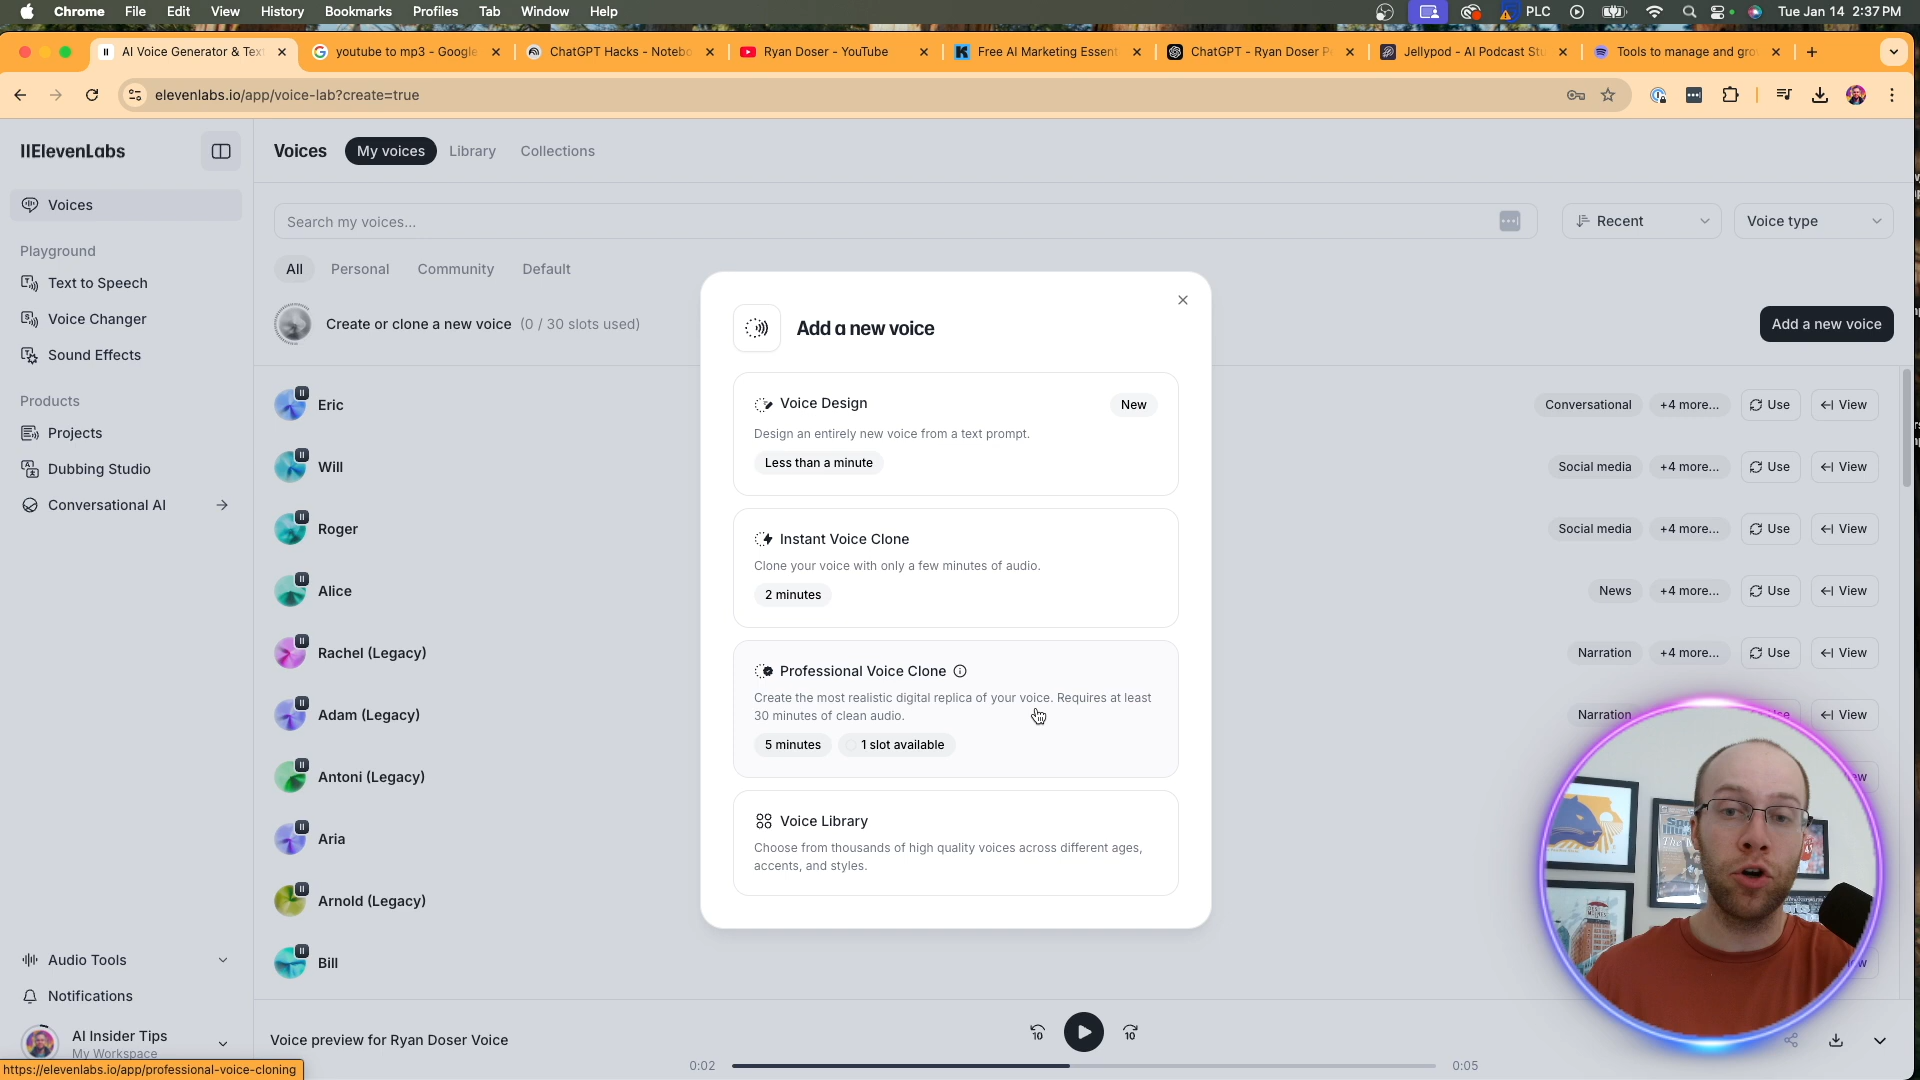 Chrome File Edit View History Bookmarks Profiles Tab Window Help PLC Tue Jan 14 2:37 PM
AI Voice Generator & Tex youtube to mp3 - Google ChatGPT Hacks - Notebo Ryan Doser - YouTube Free AI Marketing Essent ChatGPT - Ryan Doser P Jellypod - AI Podcast Stu Tools to manage and gro
elevenlabs.io/app/voice-lab?create=true
IIElevenLabs
Voices
Playground
Text to Speech
Voice Changer
Sound Effects
Products
Projects
Dubbing Studio
Conversational AI
Audio Tools
Notifications
AI Insider Tips
My Workspace
https://elevenlabs.io/app/professional-voice-cloning
Voices My voices Library Collections
Search my voices... Recent Voice type
All Personal Community Default
Create or clone a new voice (0 / 30 slots used) Add a new voice
Eric Conversational +4 more... Use View
Will Social media +4 more... Use View
Roger Social media +4 more... Use View
Alice News +4 more... Use View
Rachel (Legacy) Narration +4 more... Use View
Adam (Legacy) Narration View
Antoni (Legacy)
Aria
Arnold (Legacy)
Bill
Add a new voice
Voice Design New
Design an entirely new voice from a text prompt.
Less than a minute
Instant Voice Clone
Clone your voice with only a few minutes of audio.
2 minutes
Professional Voice Clone
Create the most realistic digital replica of your voice. Requires at least
30 minutes of clean audio.
5 minutes 1 slot available
Voice Library
Choose from thousands of high quality voices across different ages,
accents, and styles.
Voice preview for Ryan Doser Voice 10 10
0:02 0:05